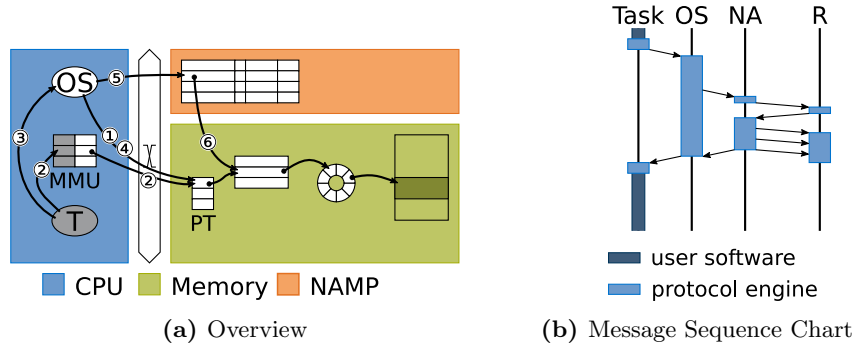 OS
⑤
①
③
④
⑥
②
②
MMU
PT
T
CPU Memory NAMP
(a) Overview
Task OS NA R
user software
protocol engine
(b) Message Sequence Chart